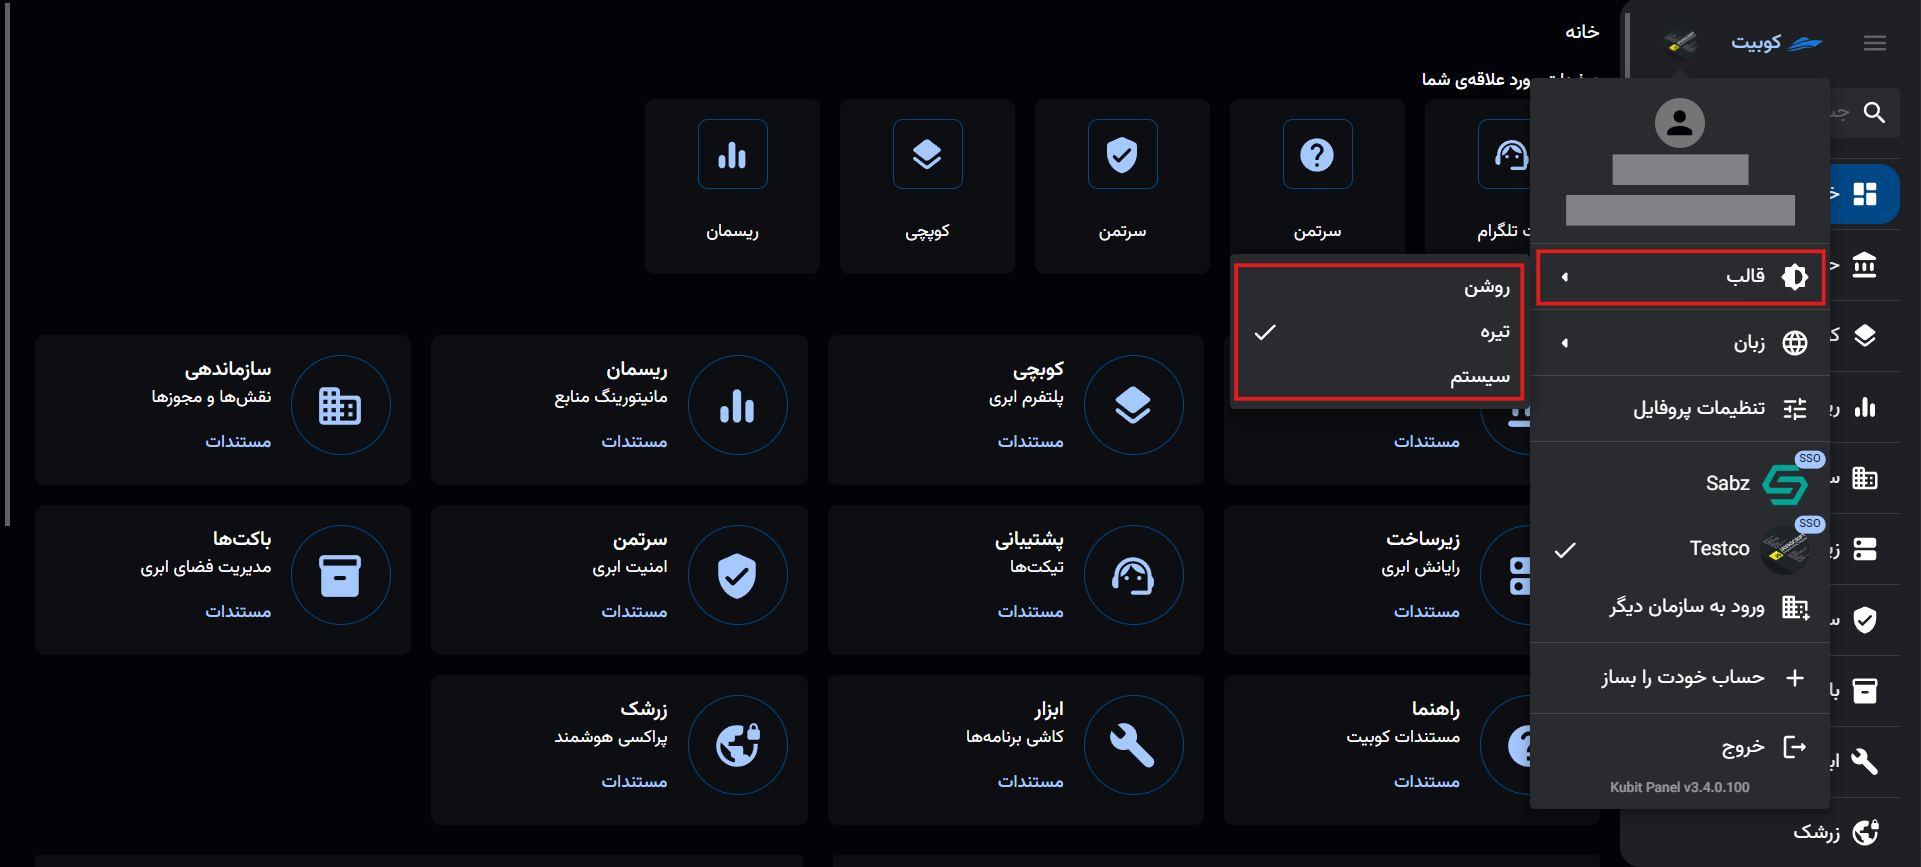 خانه
کوبیت
مورد علاقه‌ی شما
ت تلگرام
سرتمن
سرتمن
کوپچی
ریسمان
قالب
روشن
تیره
سیستم
زبان
تنظیمات پروفایل
SSO
Sabz
SSO
Testco
ورود به سازمان دیگر
حساب خودت را بساز
خروج
Kubit Panel v3.4.0.100
زرشک
مستندات
کوبچی
پلتفرم ابری
مستندات
ریسمان
مانیتورینگ منابع
مستندات
سازماندهی
نقش‌ها و مجوزها
مستندات
زیرساخت
رایانش ابری
مستندات
پشتیبانی
تیکت‌ها
مستندات
سرتمن
امنیت ابری
مستندات
باکت‌ها
مدیریت فضای ابری
مستندات
راهنما
مستندات کوبیت
مستندات
ابزار
کاشی برنامه‌ها
مستندات
زرشک
پراکسی هوشمند
مستندات